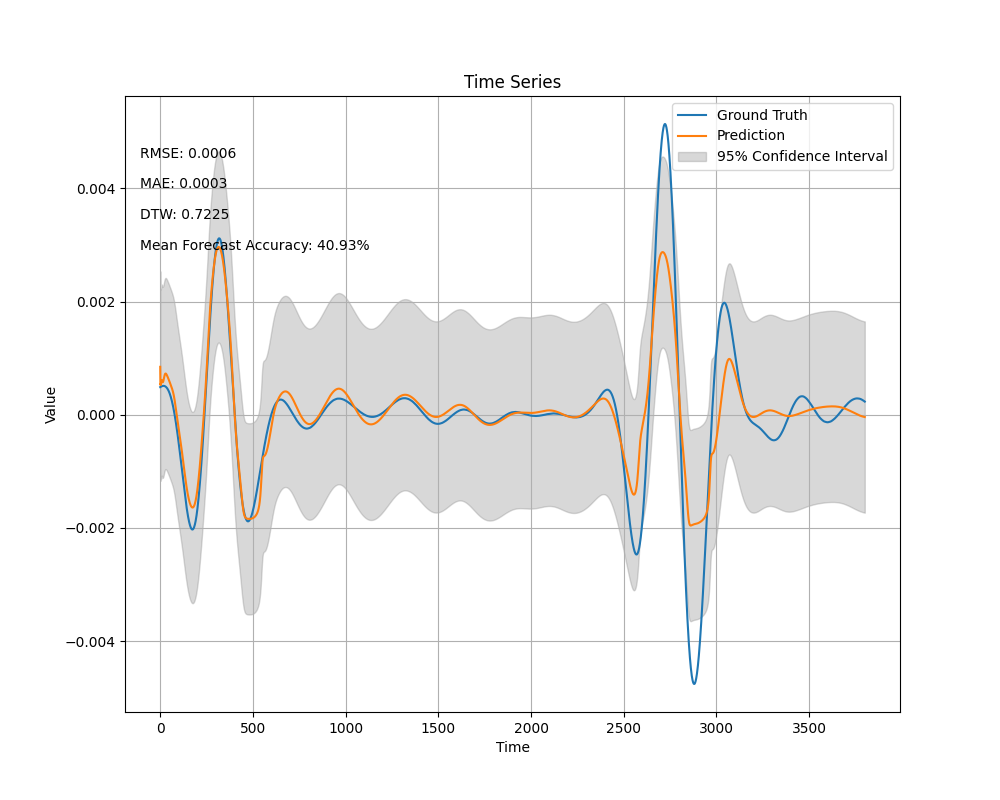 Time Series
Ground Truth
Prediction
95% Confidence Interval
RMSE: 0.0006
MAE: 0.0003
DTW: 0.7225
Mean Forecast Accuracy: 40.93%
Value
0.004
0.002
0.000
−0.002
−0.004
0 500 1000 1500 2000 2500 3000 3500
Time